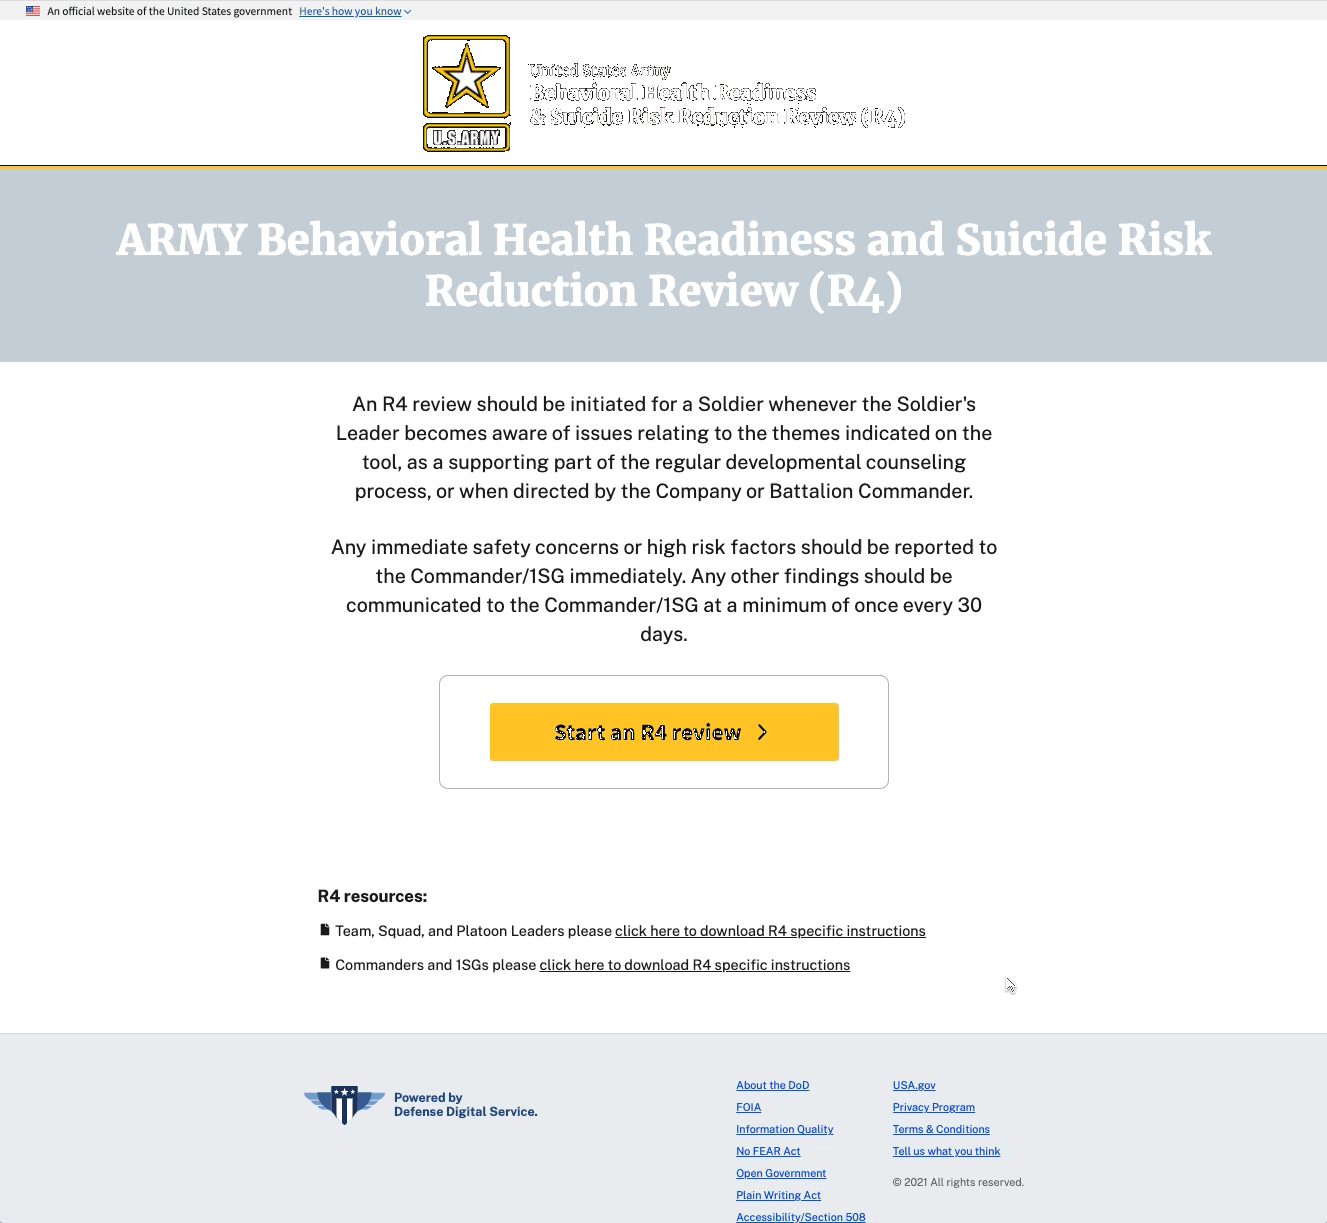 An official website of the United States government Here's how you know
United States Army
Behavioral Health Readiness
& Suicide Risk Reduction Review (R4)
U.S.ARMY
ARMY Behavioral Health Readiness and Suicide Risk
Reduction Review (R4)
An R4 review should be initiated for a Soldier whenever the Soldier's
Leader becomes aware of issues relating to the themes indicated on the
tool, as a supporting part of the regular developmental counseling
process, or when directed by the Company or Battalion Commander.
Any immediate safety concerns or high risk factors should be reported to
the Commander/1SG immediately. Any other findings should be
communicated to the Commander/1SG at a minimum of once every 30
days.
Start an R4 review
R4 resources:
Team, Squad, and Platoon Leaders please click here to download R4 specific instructions
Commanders and 1SGs please click here to download R4 specific instructions
Powered by
Defense Digital Service.
About the DoD
FOIA
Information Quality
No FEAR Act
Open Government
Plain Writing Act
Accessibility/Section 508
USA.gov
Privacy Program
Terms & Conditions
Tell us what you think
© 2021 All rights reserved.